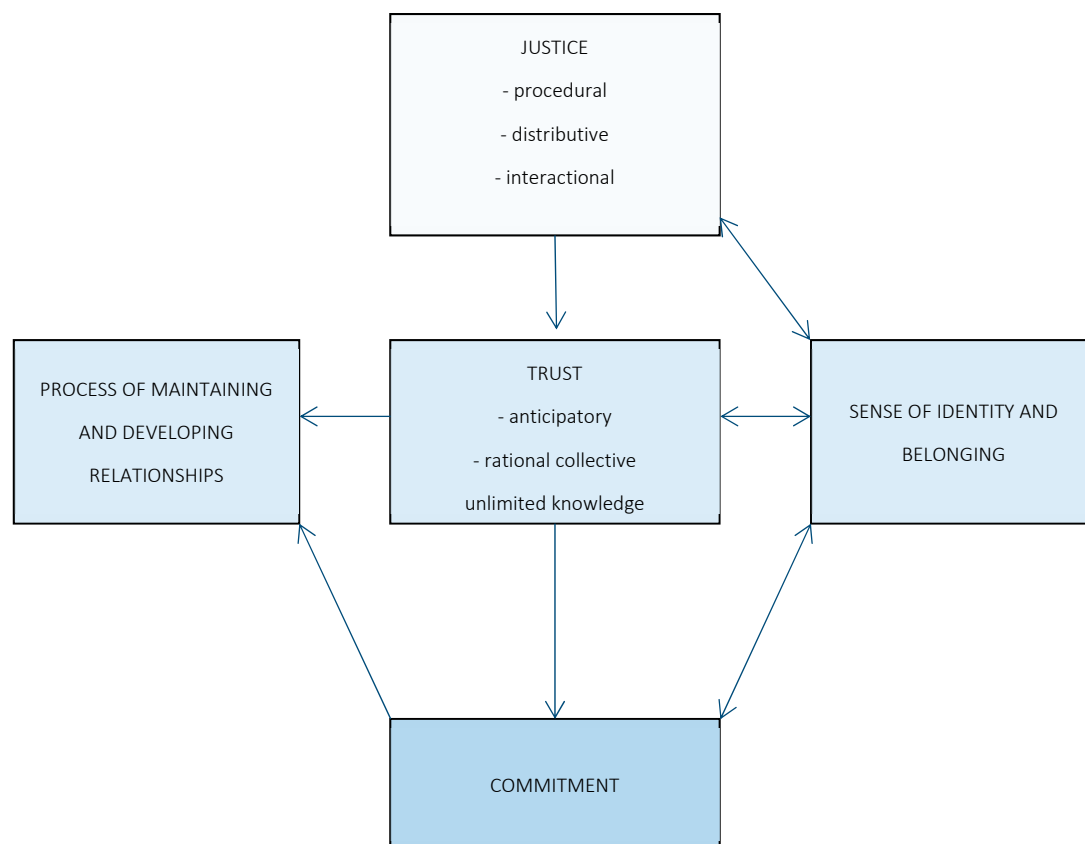 JUSTICE
- procedural
- distributive
- interactional
PROCESS OF MAINTAINING
AND DEVELOPING
RELATIONSHIPS
TRUST
- anticipatory
- rational collective
unlimited knowledge
SENSE OF IDENTITY AND
BELONGING
COMMITMENT